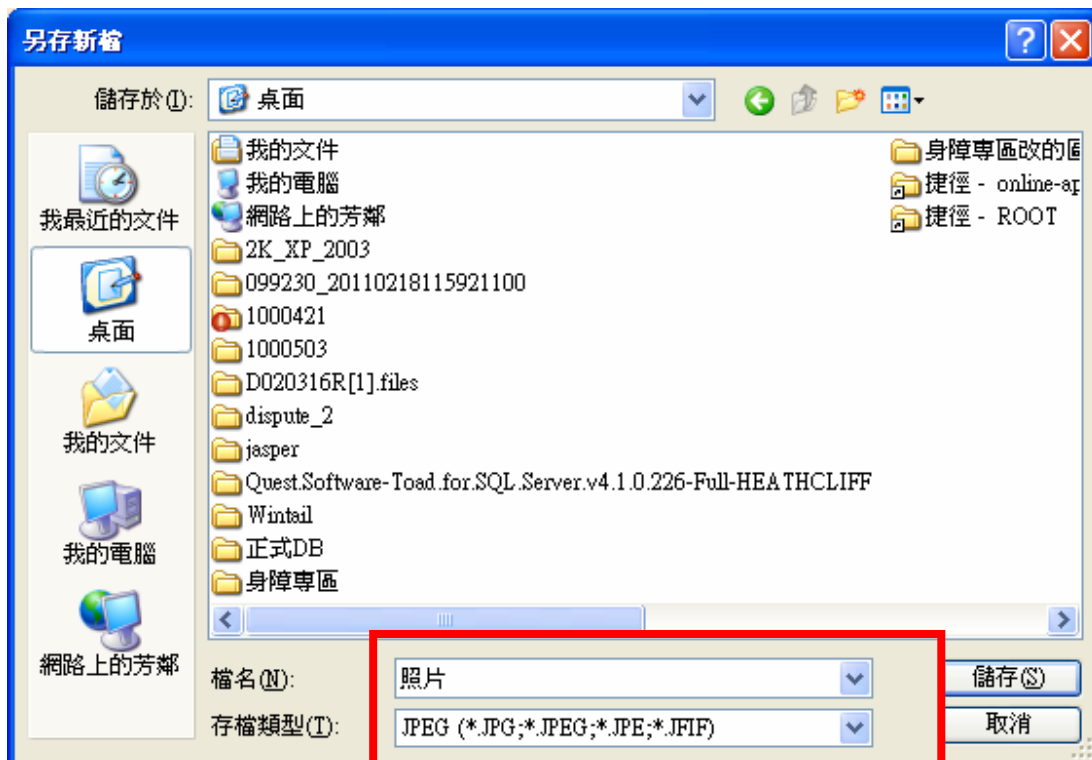 另存新檔
儲存於(I):
桌面
我最近的文件
桌面
我的文件
我的電腦
網路上的芳鄰
我的文件
我的電腦
網路上的芳鄰
2K_XP_2003
099230_20110218115921100
1000421
1000503
D020316R[1].files
dispute_2
jasper
Quest.Software-Toad.for.SQL.Server.v4.1.0.226-Full-HEATHCLIFF
Wintail
正式DB
身障專區
身障專區改的
捷徑 - online-ap
捷徑 - ROOT
檔名(N):
照片
儲存(S)
存檔類型(T):
JPEG (*.JPG;*.JPEG;*.JPE;*.JFIF)
取消